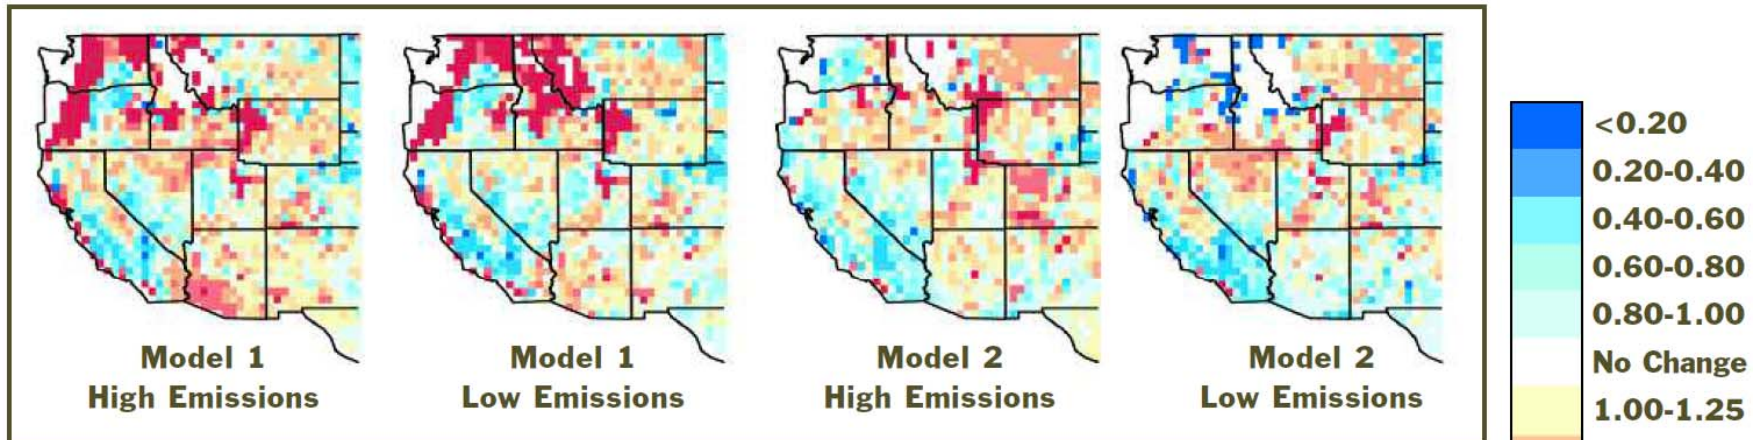 Model 1
High Emissions
Model 1
Low Emissions
Model 2
High Emissions
Model 2
Low Emissions
<0.20
0.20-0.40
0.40-0.60
0.60-0.80
0.80-1.00
No Change
1.00-1.25